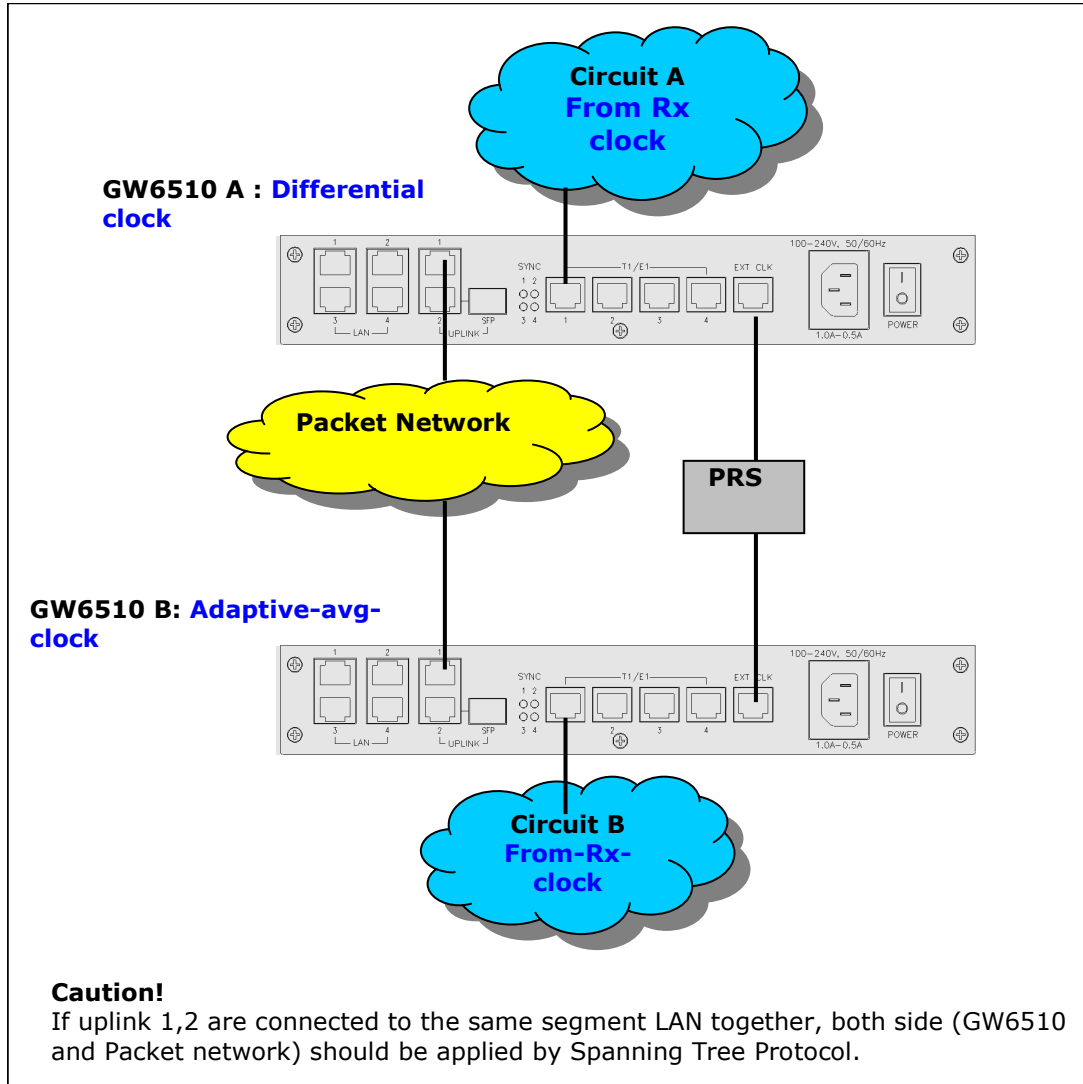 Circuit A
From Rx
clock
GW6510 A : Differential
clock
1 2 1
3 4 2 SFP
LAN UPLINK
SYNC
1 2
3 4
T1/E1
1 2 3 4
EXT CLK
100-240V, 50/60Hz
1.0A-0.5A
POWER
Packet Network
PRS
GW6510 B: Adaptive-avg-
clock
1 2 1
3 4 2 SFP
LAN UPLINK
SYNC
1 2
3 4
T1/E1
1 2 3 4
EXT CLK
100-240V, 50/60Hz
1.0A-0.5A
POWER
Circuit B
From-Rx-
clock
Caution!
If uplink 1,2 are connected to the same segment LAN together, both side (GW6510
and Packet network) should be applied by Spanning Tree Protocol.